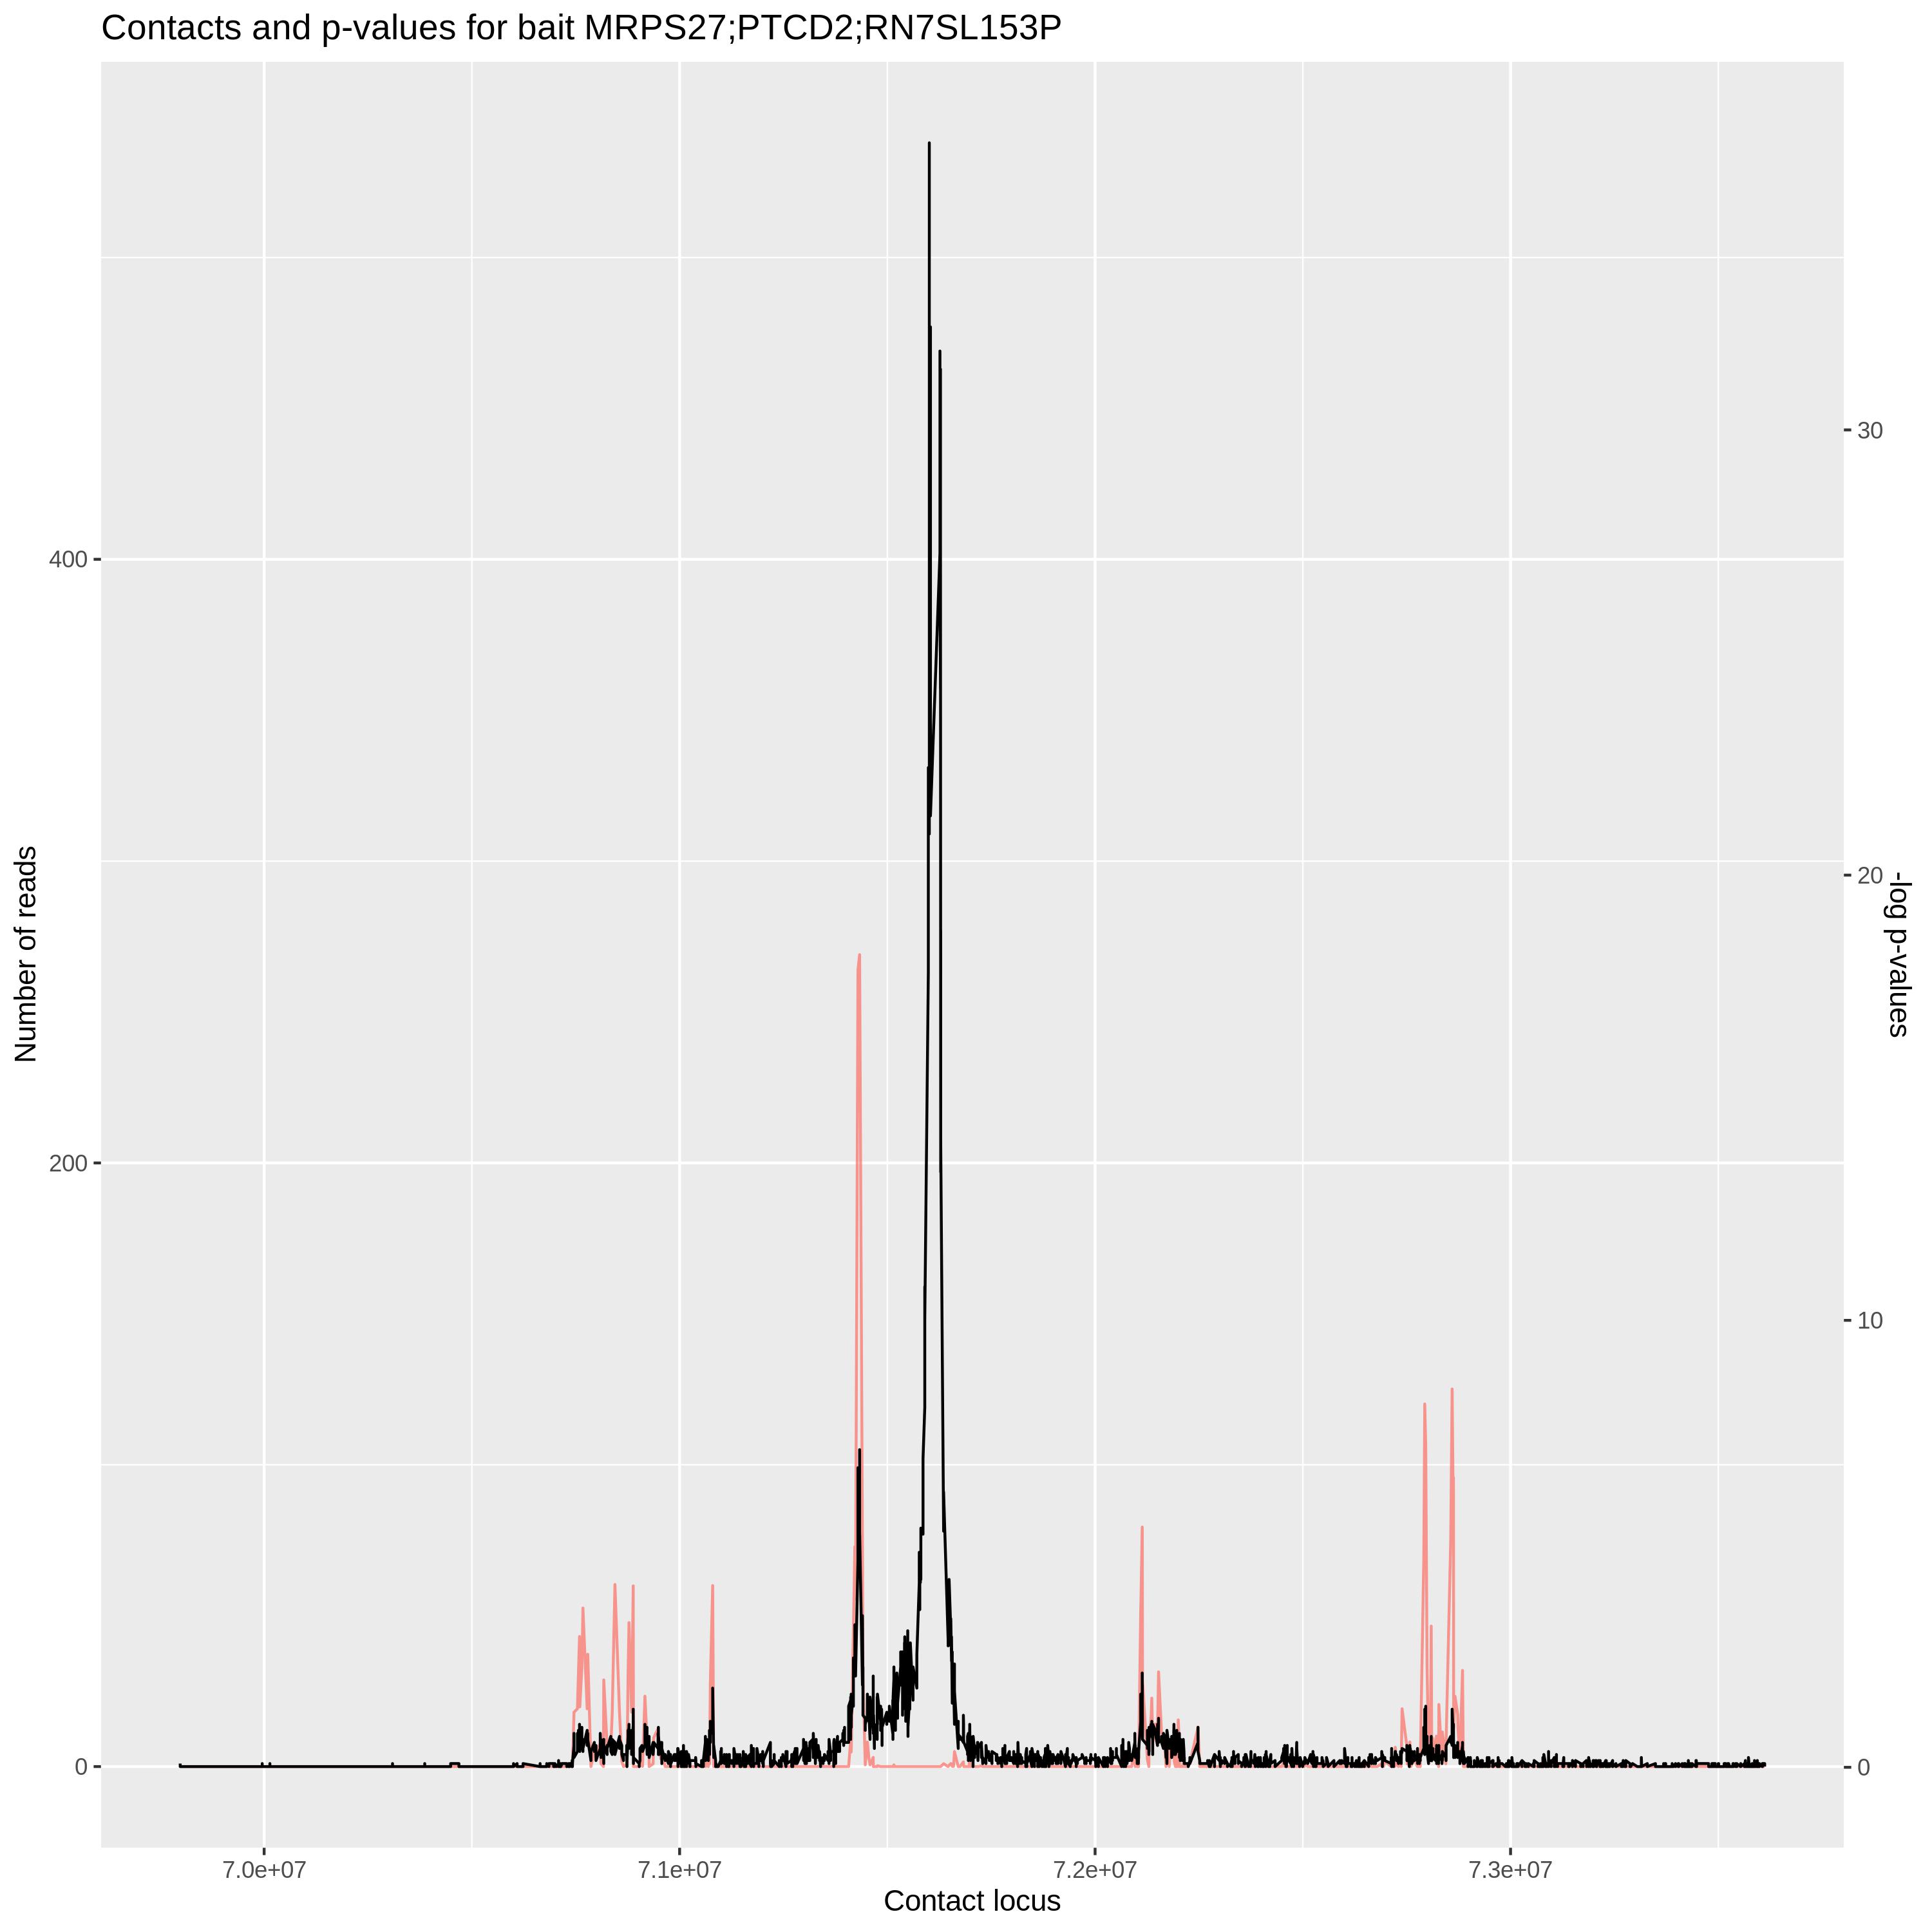 Contacts and p-values for bait MRPS27;PTCD2;RN7SL153P
Number of reads
400
200
0
30
20
10
0
-log p-values
7.0e+07
7.1e+07
7.2e+07
7.3e+07
Contact locus